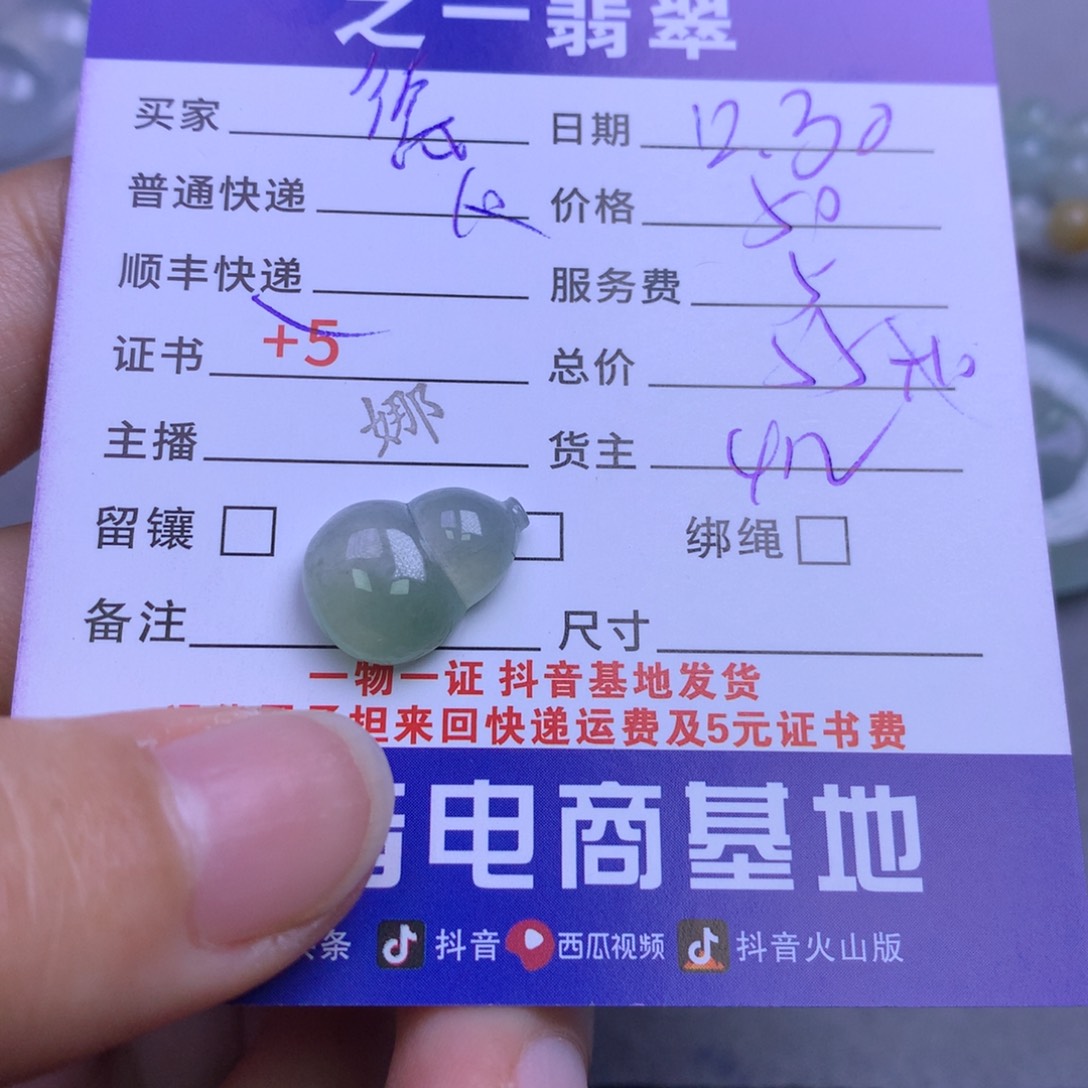 之一翡翠
买家 日期 12.30
普通快递 价格 50
顺丰快递 服务费 5
证书 +5 总价 55元
主播 娜 货主
留镶 绑绳
备注 尺寸
一物一证 抖音基地发货
担来回快递运费及5元证书费
音电商基地
条 抖音 西瓜视频 抖音火山版